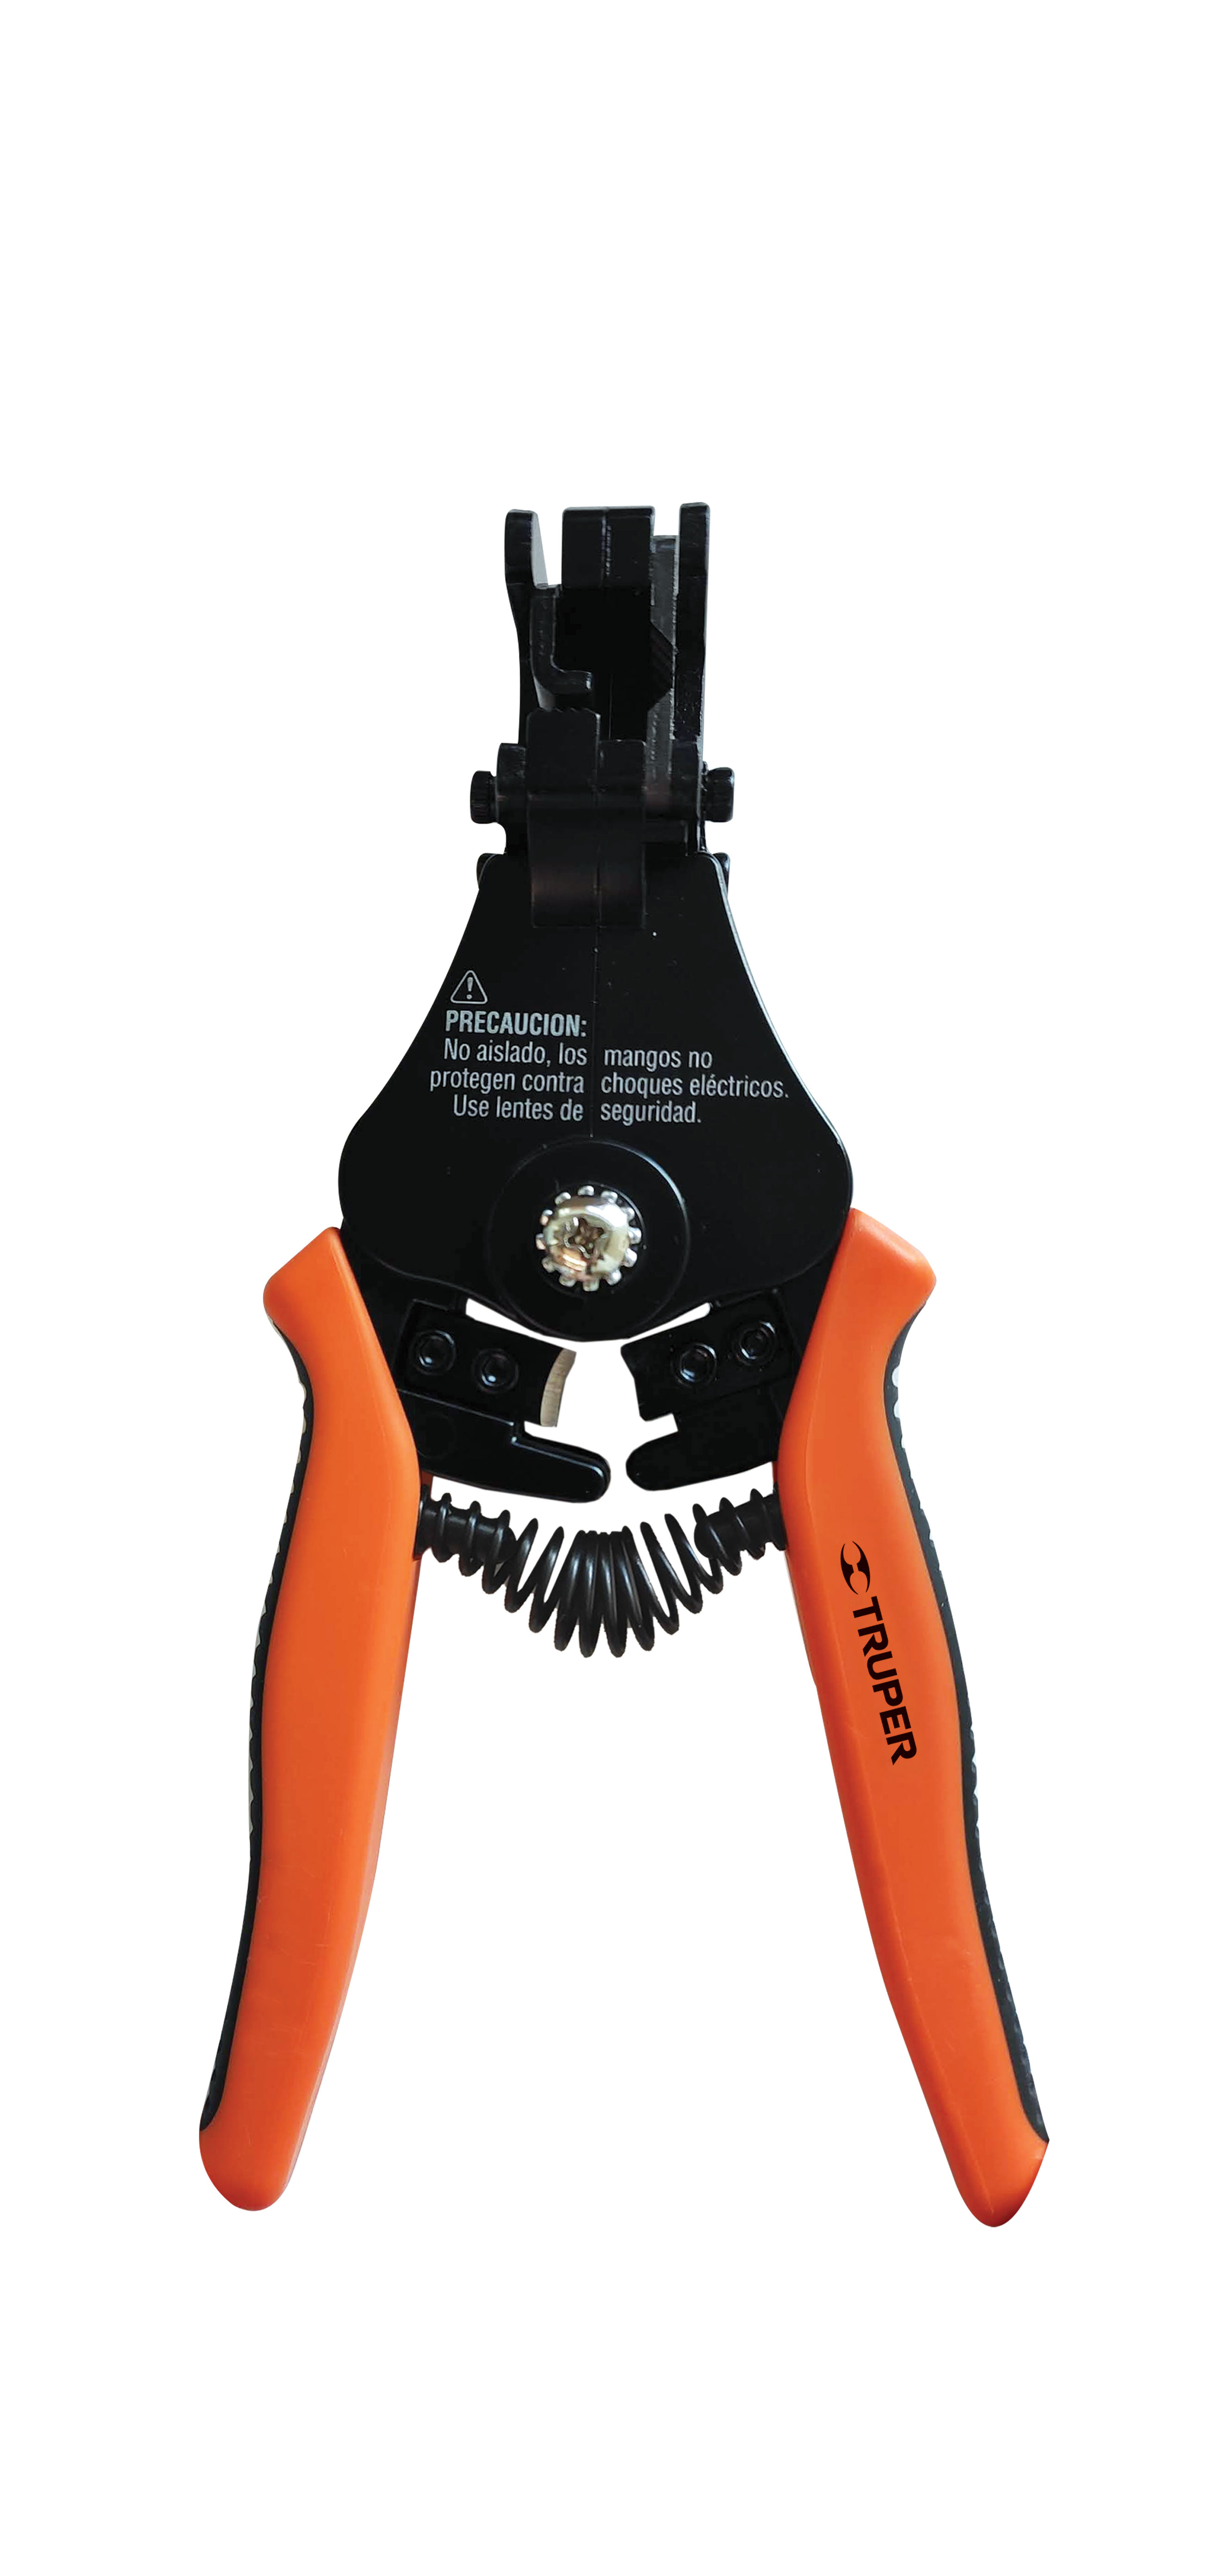 PRECAUCION:
No aislado, los mangos no
protegen contra choques eléctricos.
Use lentes de seguridad.
TRUPER